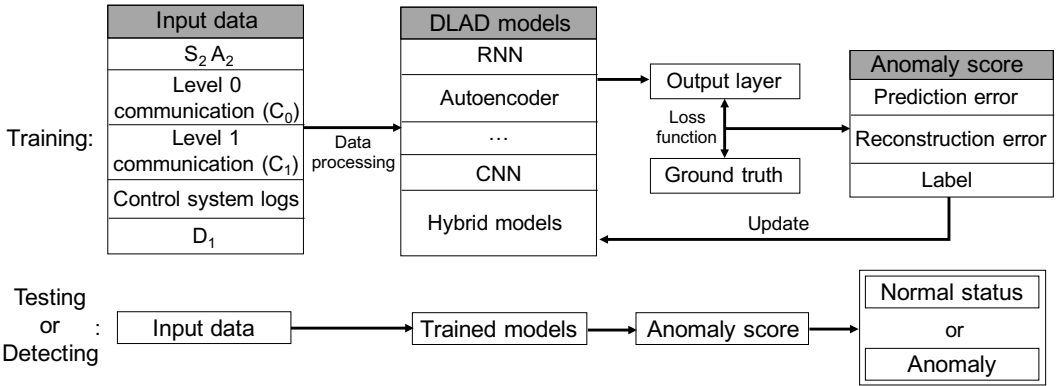 Training:
Input data
S₂ A₂
Level 0
communication (C₀)
Level 1
communication (C₁)
Control system logs
D₁
Data
processing
DLAD models
RNN
Autoencoder
...
CNN
Hybrid models
Output layer
Loss
function
Ground truth
Anomaly score
Prediction error
Reconstruction error
Label
Update
Testing
or
Detecting
:
Input data
Trained models
Anomaly score
Normal status
or
Anomaly